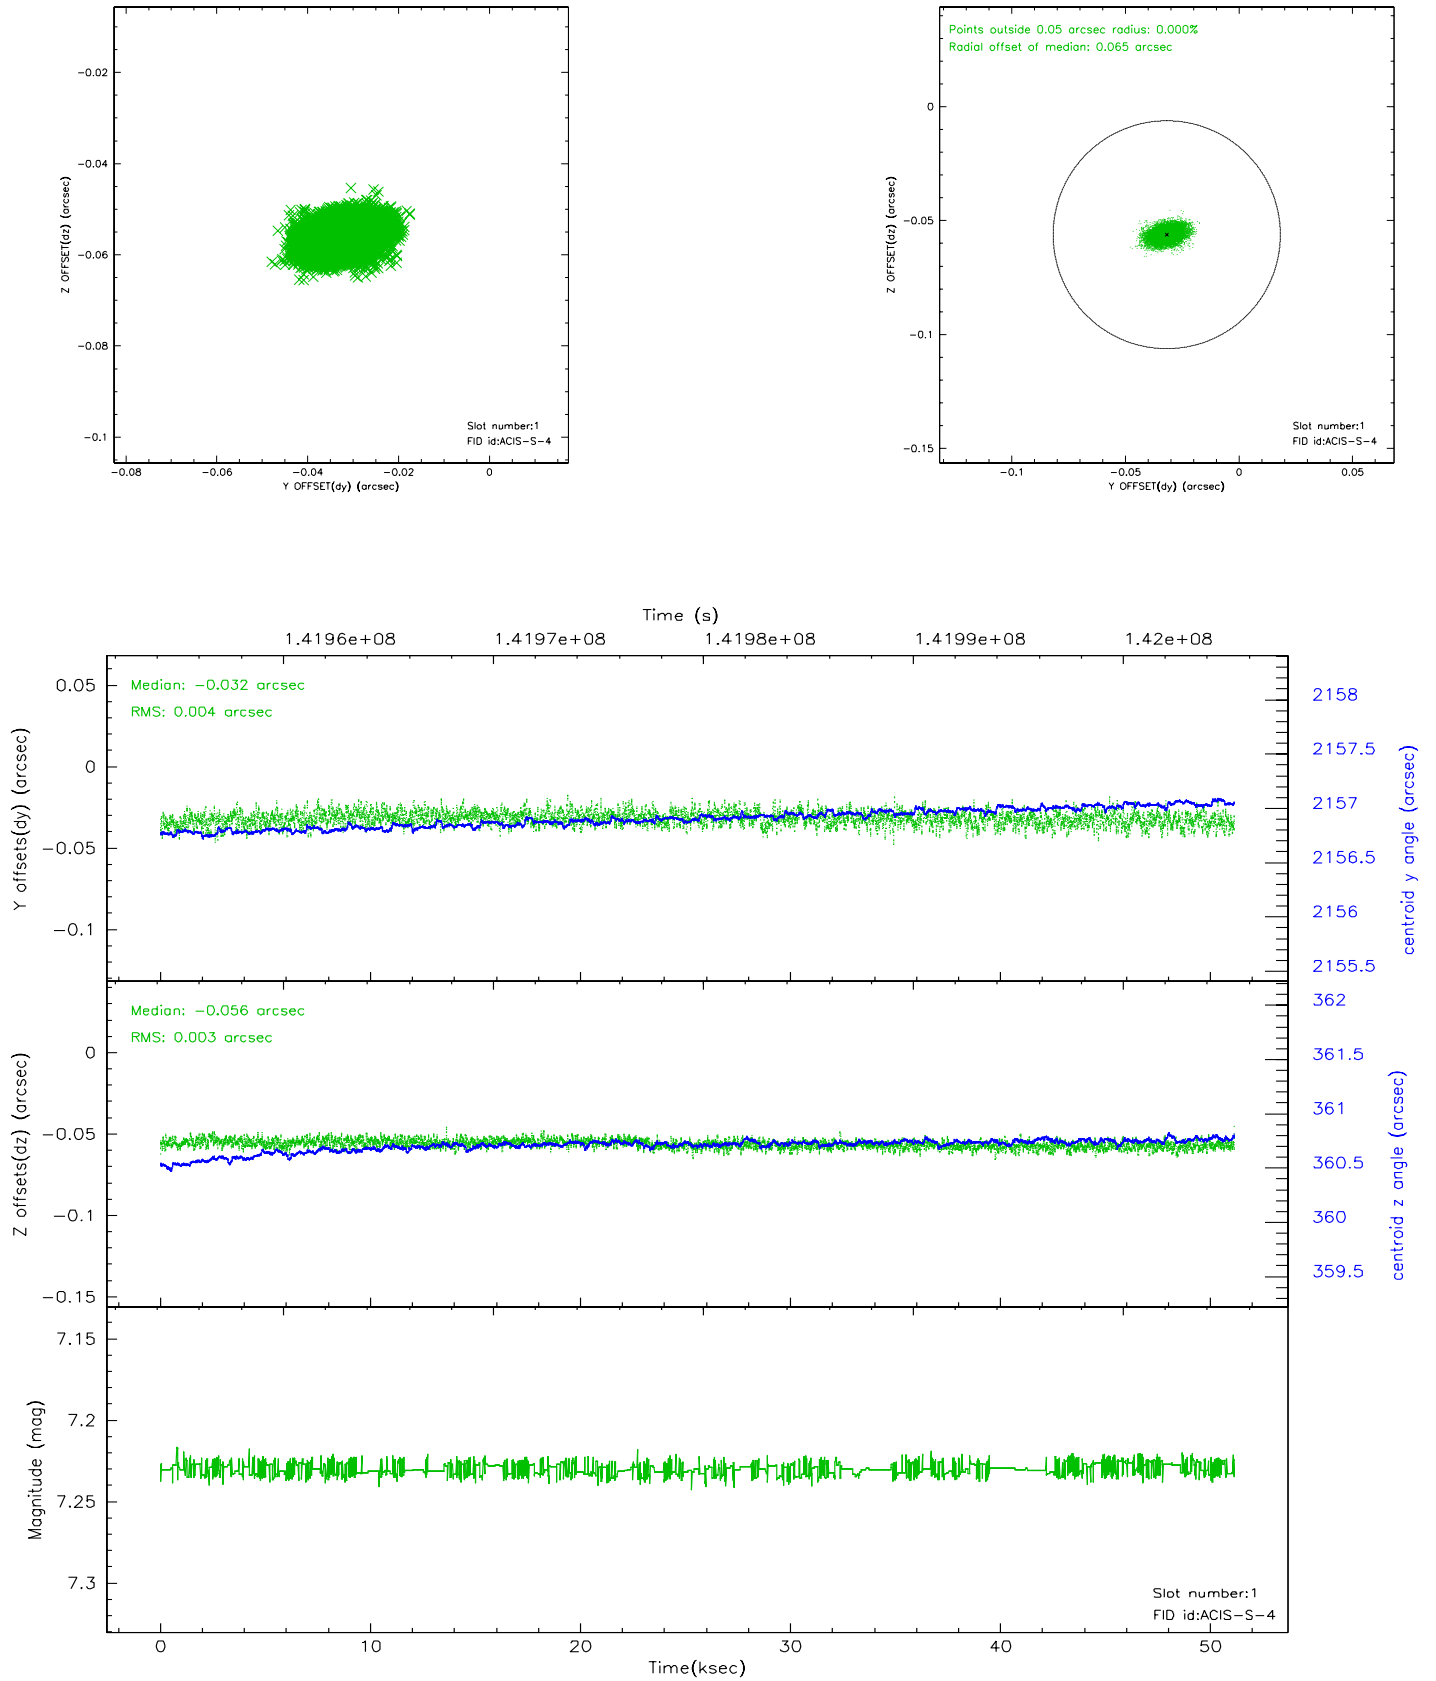 −0.02
−0.04
−0.06
−0.08
−0.1
Z OFFSET(dz) (arcsec)
Slot number:1
FID id:ACIS−S−4
−0.08
−0.06
−0.04
−0.02
0
Y OFFSET(dy) (arcsec)
Points outside 0.05 arcsec radius: 0.000%
Radial offset of median: 0.065 arcsec
0
−0.05
−0.1
−0.15
Z OFFSET(dz) (arcsec)
Slot number:1
FID id:ACIS−S−4
−0.1
−0.05
0
0.05
Y OFFSET(dy) (arcsec)
Time (s)
1.4196e+08
1.4197e+08
1.4198e+08
1.4199e+08
1.42e+08
Median: −0.032 arcsec
RMS: 0.004 arcsec
0.05
0
−0.05
−0.1
Y offsets(dy) (arcsec)
2158
2157.5
2157
2156.5
2156
2155.5
centroid y angle (arcsec)
Median: −0.056 arcsec
RMS: 0.003 arcsec
0
−0.05
−0.1
−0.15
Z offsets(dz) (arcsec)
362
361.5
361
360.5
360
359.5
centroid z angle (arcsec)
7.15
7.2
7.25
7.3
Magnitude (mag)
Slot number:1
FID id:ACIS−S−4
0
10
20
30
40
50
Time(ksec)